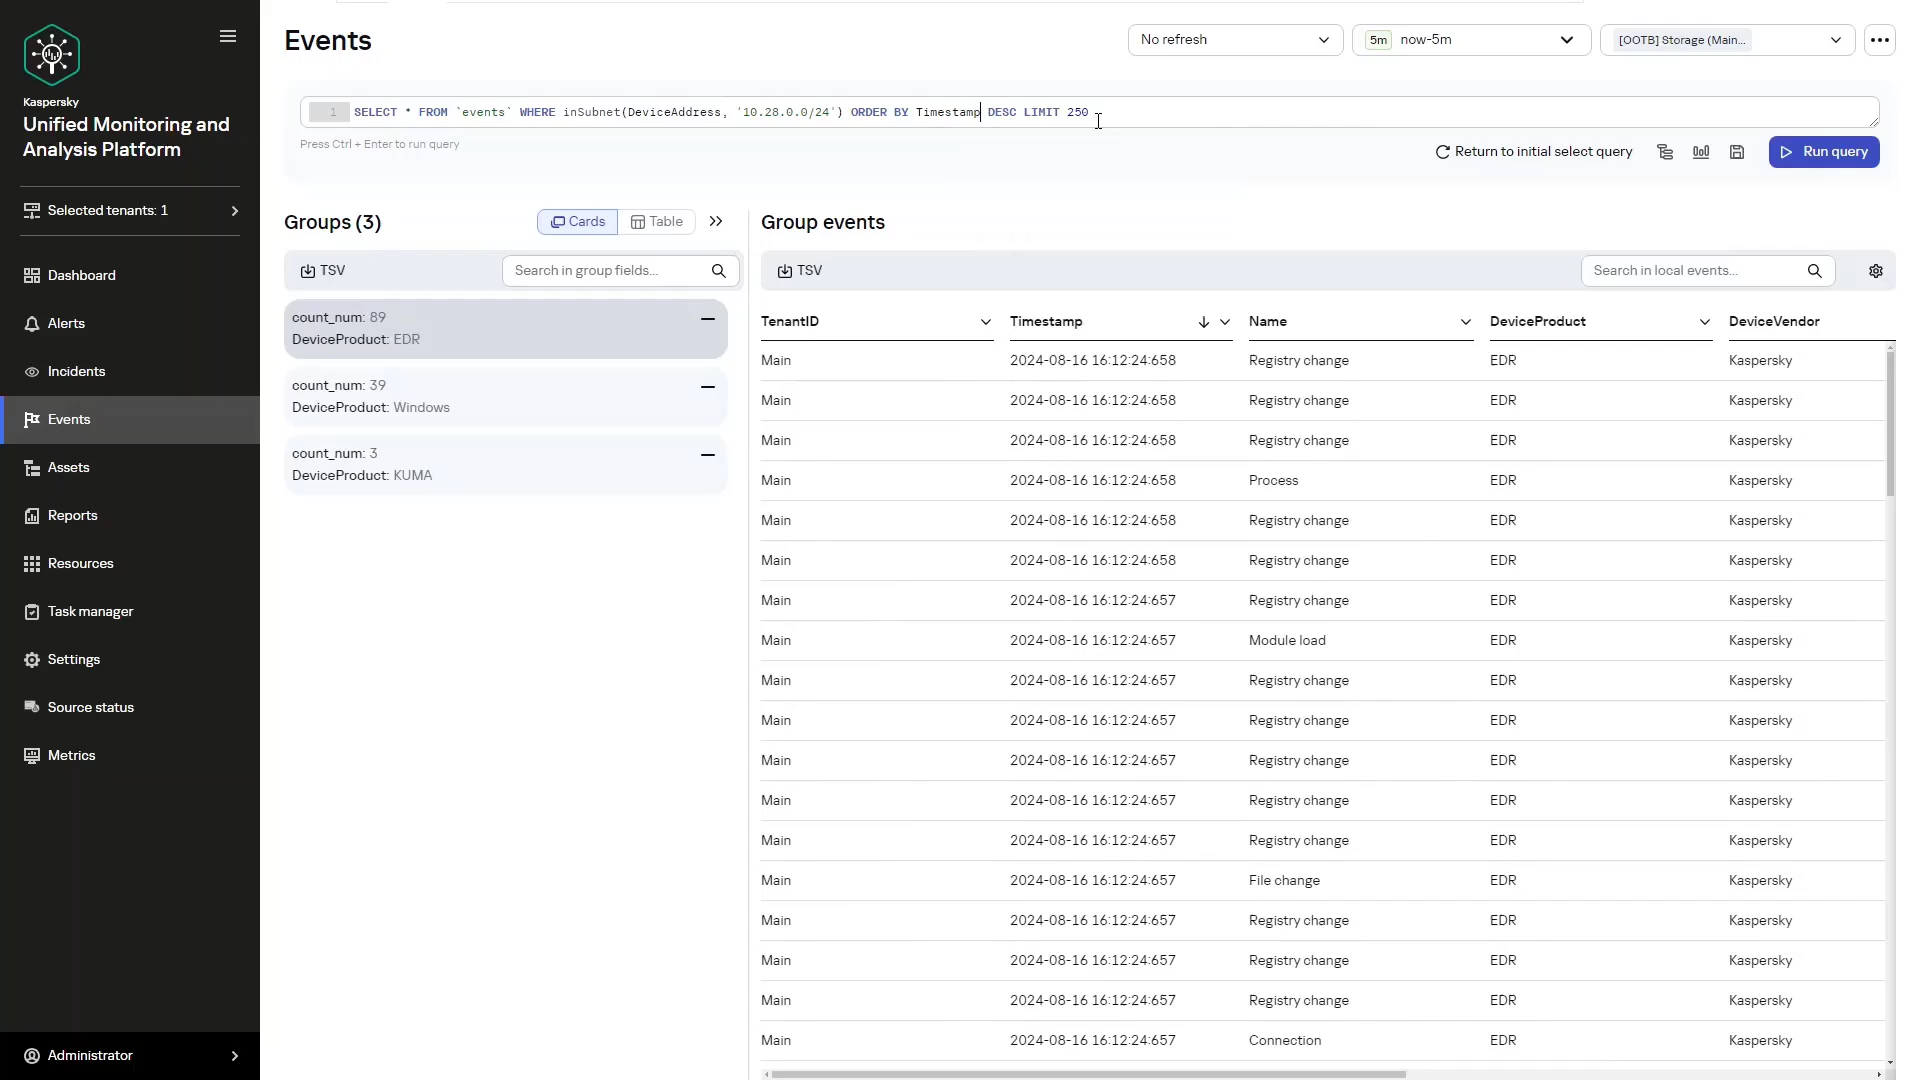 Kaspersky
Unified Monitoring and
Analysis Platform
Selected tenants: 1
Dashboard
Alerts
Incidents
Events
Assets
Reports
Resources
Task manager
Settings
Source status
Metrics
Administrator
Events
No refresh
5m now-5m
[OOTB] Storage (Main...
1 SELECT * FROM `events` WHERE inSubnet(DeviceAddress, '10.28.0.0/24') ORDER BY Timestamp DESC LIMIT 250
Press Ctrl + Enter to run query
Return to initial select query
Run query
Groups (3)
Cards
Table
TSV
Search in group fields...
count_num: 89
DeviceProduct: EDR
count_num: 39
DeviceProduct: Windows
count_num: 3
DeviceProduct: KUMA
Group events
TSV
Search in local events...
TenantID Timestamp Name DeviceProduct DeviceVendor
Main 2024-08-16 16:12:24:658 Registry change EDR Kaspersky
Main 2024-08-16 16:12:24:658 Registry change EDR Kaspersky
Main 2024-08-16 16:12:24:658 Registry change EDR Kaspersky
Main 2024-08-16 16:12:24:658 Process EDR Kaspersky
Main 2024-08-16 16:12:24:658 Registry change EDR Kaspersky
Main 2024-08-16 16:12:24:658 Registry change EDR Kaspersky
Main 2024-08-16 16:12:24:657 Registry change EDR Kaspersky
Main 2024-08-16 16:12:24:657 Module load EDR Kaspersky
Main 2024-08-16 16:12:24:657 Registry change EDR Kaspersky
Main 2024-08-16 16:12:24:657 Registry change EDR Kaspersky
Main 2024-08-16 16:12:24:657 Registry change EDR Kaspersky
Main 2024-08-16 16:12:24:657 Registry change EDR Kaspersky
Main 2024-08-16 16:12:24:657 Registry change EDR Kaspersky
Main 2024-08-16 16:12:24:657 File change EDR Kaspersky
Main 2024-08-16 16:12:24:657 Registry change EDR Kaspersky
Main 2024-08-16 16:12:24:657 Registry change EDR Kaspersky
Main 2024-08-16 16:12:24:657 Registry change EDR Kaspersky
Main 2024-08-16 16:12:24:657 Connection EDR Kaspersky